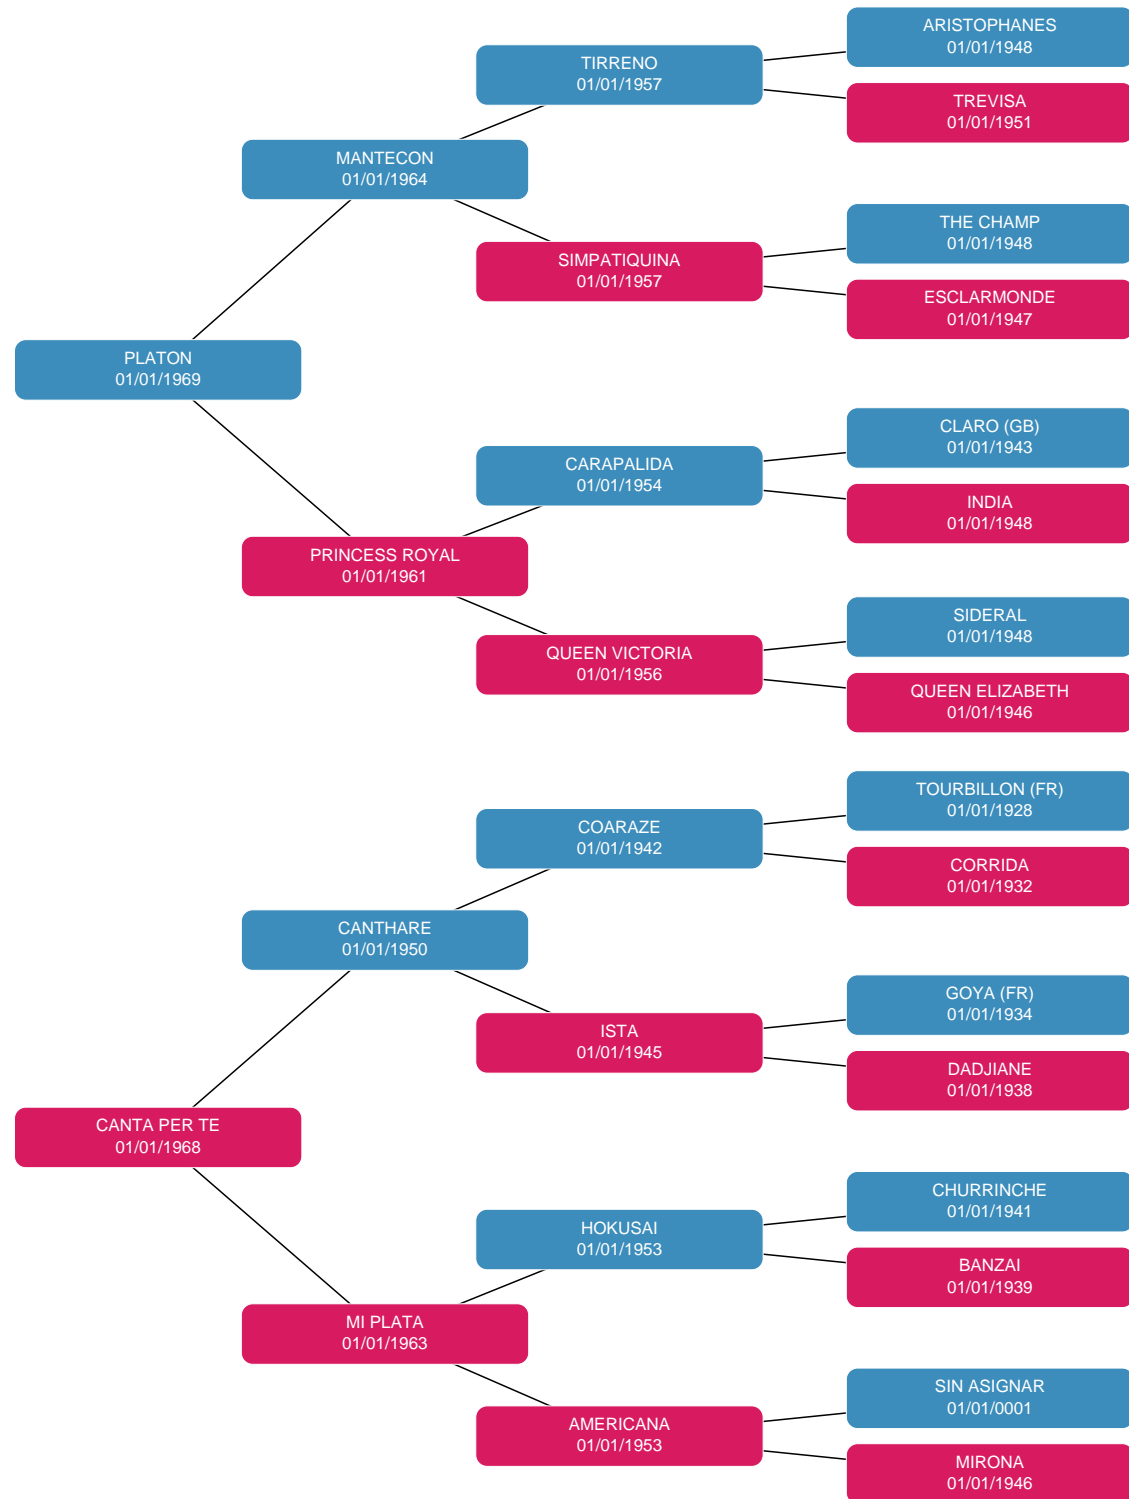 ARISTOPHANES
01/01/1948
TIRRENO
01/01/1957
TREVISA
01/01/1951
MANTECON
01/01/1964
THE CHAMP
01/01/1948
SIMPATIQUINA
01/01/1957
ESCLARMONDE
01/01/1947
PLATON
01/01/1969
CLARO (GB)
01/01/1943
CARAPALIDA
01/01/1954
INDIA
01/01/1948
PRINCESS ROYAL
01/01/1961
SIDERAL
01/01/1948
QUEEN VICTORIA
01/01/1956
QUEEN ELIZABETH
01/01/1946
TOURBILLON (FR)
01/01/1928
COARAZE
01/01/1942
CORRIDA
01/01/1932
CANTHARE
01/01/1950
GOYA (FR)
01/01/1934
ISTA
01/01/1945
DADJIANE
01/01/1938
CANTA PER TE
01/01/1968
CHURRINCHE
01/01/1941
HOKUSAI
01/01/1953
BANZAI
01/01/1939
MI PLATA
01/01/1963
SIN ASIGNAR
01/01/0001
AMERICANA
01/01/1953
MIRONA
01/01/1946